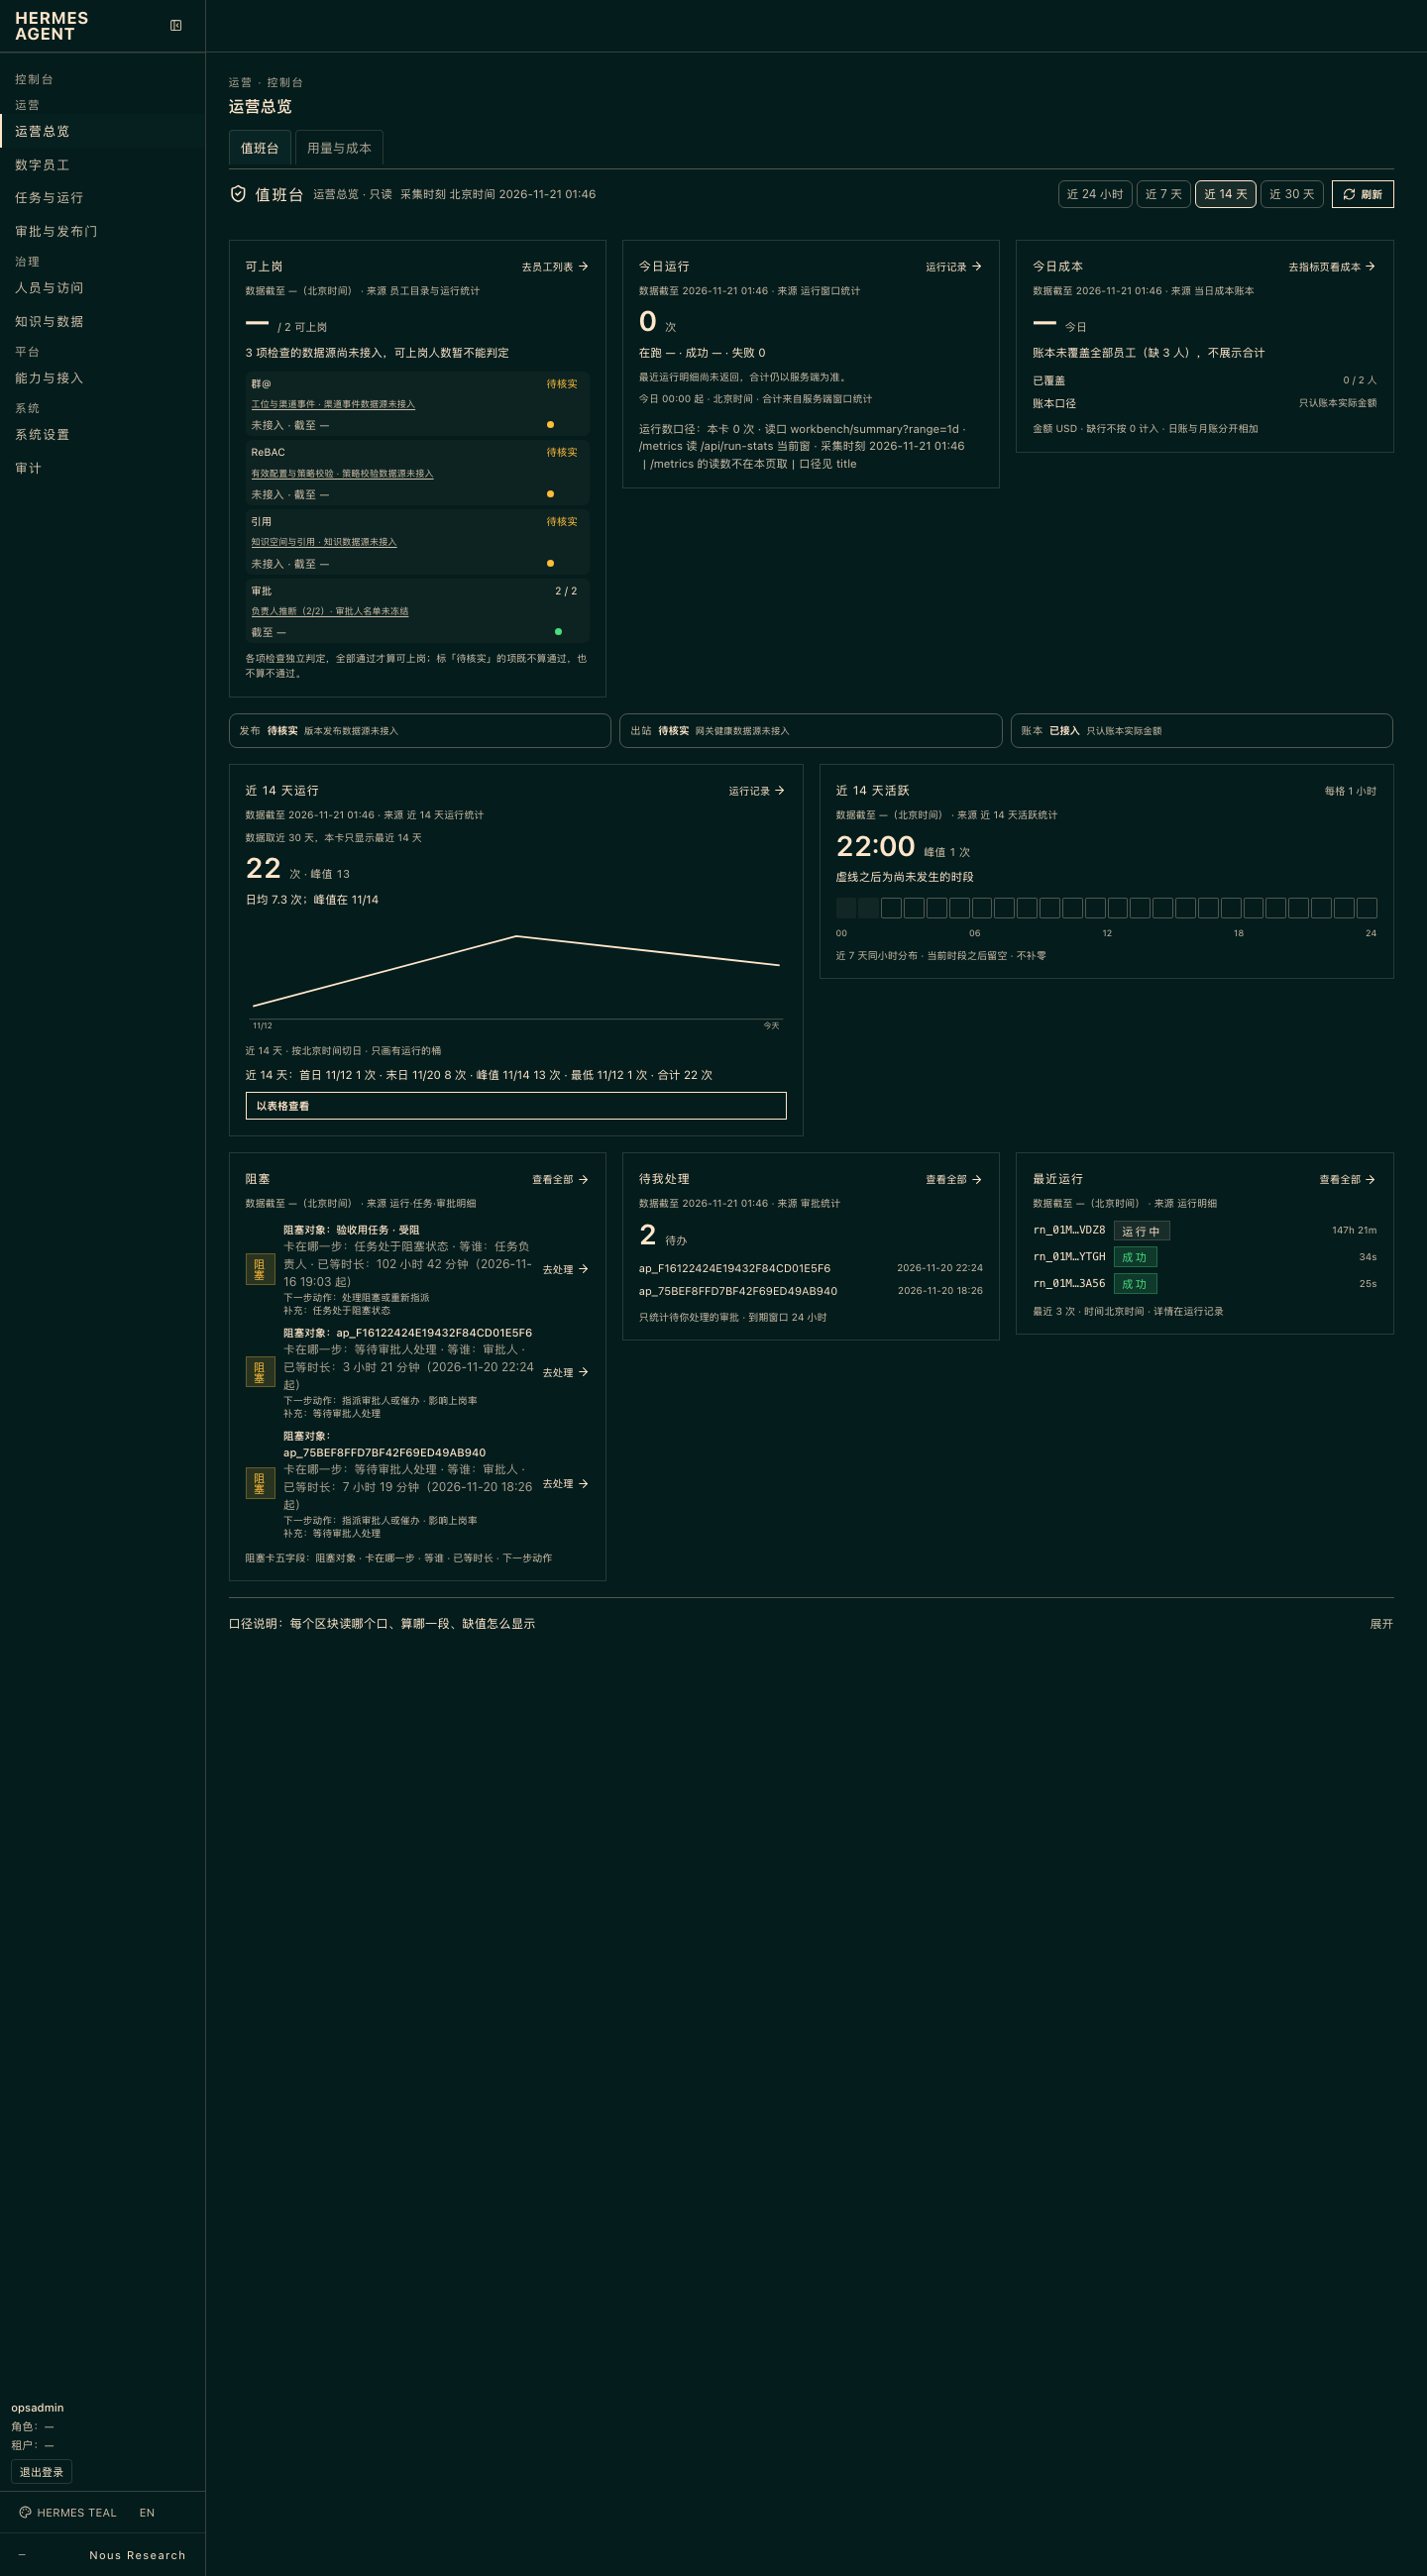 HERMES
AGENT
控制台
运营
运营总览
数字员工
任务与运行
审批与发布门
治理
人员与访问
知识与数据
平台
能力与接入
系统
系统设置
审计
运营 · 控制台
运营总览
值班台
用量与成本
值班台 运营总览 · 只读 采集时刻 北京时间 2026-11-21 01:46
近 24 小时
近 7 天
近 14 天
近 30 天
刷新
可上岗
去员工列表 →
数据截至 —（北京时间） · 来源 员工目录与运行统计
— / 2 可上岗
3 项检查的数据源尚未接入，可上岗人数暂不能判定
群@
待核实
工位与渠道事件 · 渠道事件数据源未接入
未接入 · 截至 —
ReBAC
待核实
有效配置与策略校验 · 策略校验数据源未接入
未接入 · 截至 —
引用
待核实
知识空间与引用 · 知识数据源未接入
未接入 · 截至 —
审批
2 / 2
负责人推断（2/2）· 审批人名单未冻结
截至 —
各项检查独立判定，全部通过才算可上岗；标「待核实」的项既不算通过，也
不算不通过。
今日运行
运行记录 →
数据截至 2026-11-21 01:46 · 来源 运行窗口统计
0 次
在跑 — · 成功 — · 失败 0
最近运行明细尚未返回，合计仍以服务端为准。
今日 00:00 起 · 北京时间 · 合计来自服务端窗口统计
运行数口径：本卡 0 次 · 读口 workbench/summary?range=1d ·
/metrics 读 /api/run-stats 当前窗 · 采集时刻 2026-11-21 01:46
| /metrics 的读数不在本页取 | 口径见 title
今日成本
去指标页看成本 →
数据截至 2026-11-21 01:46 · 来源 当日成本账本
— 今日
账本未覆盖全部员工（缺 3 人），不展示合计
已覆盖
0 / 2 人
账本口径
只认账本实际金额
金额 USD · 缺行不按 0 计入 · 日账与月账分开相加
发布 待核实 版本发布数据源未接入
出站 待核实 网关健康数据源未接入
账本 已接入 只认账本实际金额
近 14 天运行
运行记录 →
数据截至 2026-11-21 01:46 · 来源 近 14 天运行统计
数据取近 30 天，本卡只显示最近 14 天
22 次 · 峰值 13
日均 7.3 次；峰值在 11/14
11/12
今天
近 14 天 · 按北京时间切日 · 只画有运行的桶
近 14 天：首日 11/12 1 次 · 末日 11/20 8 次 · 峰值 11/14 13 次 · 最低 11/12 1 次 · 合计 22 次
以表格查看
近 14 天活跃
每格 1 小时
数据截至 —（北京时间） · 来源 近 14 天活跃统计
22:00 峰值 1 次
虚线之后为尚未发生的时段
00
06
12
18
24
近 7 天同小时分布 · 当前时段之后留空 · 不补零
阻塞
查看全部 →
数据截至 —（北京时间） · 来源 运行·任务·审批明细
阻塞
阻塞对象：验收用任务 · 受阻
卡在哪一步：任务处于阻塞状态 · 等谁：任务负
责人 · 已等时长：102 小时 42 分钟（2026-11-
16 19:03 起）
下一步动作：处理阻塞或重新指派
补充：任务处于阻塞状态
去处理 →
阻塞
阻塞对象：ap_F16122424E19432F84CD01E5F6
卡在哪一步：等待审批人处理 · 等谁：审批人 ·
已等时长：3 小时 21 分钟（2026-11-20 22:24
起）
下一步动作：指派审批人或催办 · 影响上岗率
补充：等待审批人处理
去处理 →
阻塞
阻塞对象：
ap_75BEF8FFD7BF42F69ED49AB940
卡在哪一步：等待审批人处理 · 等谁：审批人 ·
已等时长：7 小时 19 分钟（2026-11-20 18:26
起）
下一步动作：指派审批人或催办 · 影响上岗率
补充：等待审批人处理
去处理 →
阻塞卡五字段：阻塞对象 · 卡在哪一步 · 等谁 · 已等时长 · 下一步动作
待我处理
查看全部 →
数据截至 2026-11-21 01:46 · 来源 审批统计
2 待办
ap_F16122424E19432F84CD01E5F6
2026-11-20 22:24
ap_75BEF8FFD7BF42F69ED49AB940
2026-11-20 18:26
只统计待你处理的审批 · 到期窗口 24 小时
最近运行
查看全部 →
数据截至 —（北京时间） · 来源 运行明细
rn_01M…VDZ8 运行中 147h 21m
rn_01M…YTGH 成功 34s
rn_01M…3A56 成功 25s
最近 3 次 · 时间北京时间 · 详情在运行记录
口径说明：每个区块读哪个口、算哪一段、缺值怎么显示
展开
opsadmin
角色：—
租户：—
退出登录
HERMES TEAL
EN
—
Nous Research